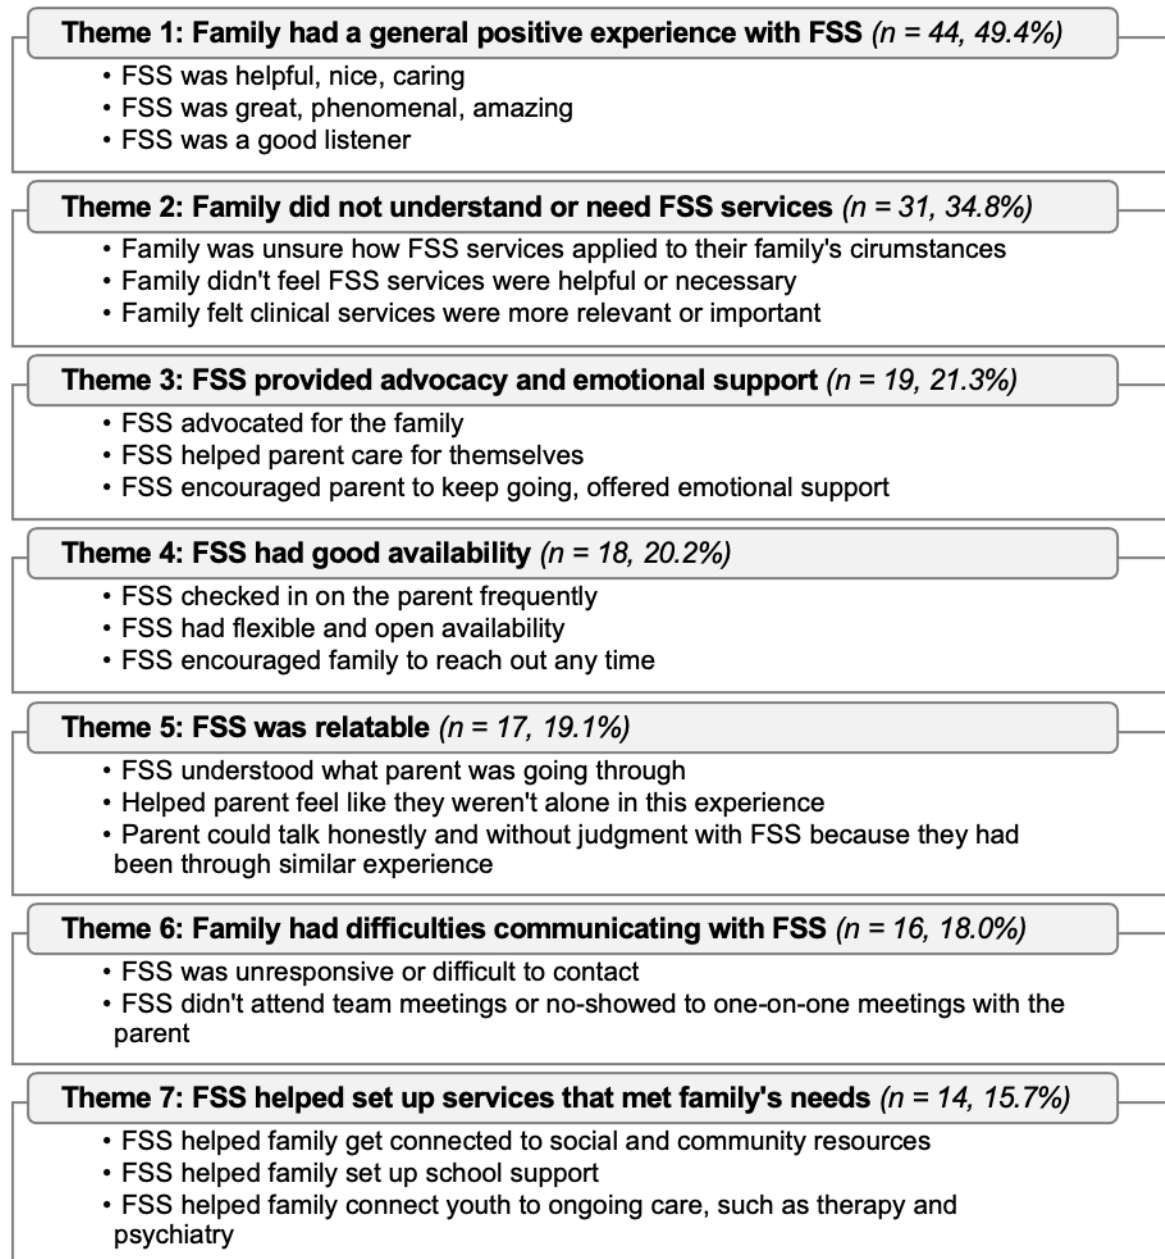 Theme 1: Family had a general positive experience with FSS (n = 44, 49.4%)
• FSS was helpful, nice, caring
• FSS was great, phenomenal, amazing
• FSS was a good listener
Theme 2: Family did not understand or need FSS services (n = 31, 34.8%)
• Family was unsure how FSS services applied to their family's cirumstances
• Family didn't feel FSS services were helpful or necessary
• Family felt clinical services were more relevant or important
Theme 3: FSS provided advocacy and emotional support (n = 19, 21.3%)
• FSS advocated for the family
• FSS helped parent care for themselves
• FSS encouraged parent to keep going, offered emotional support
Theme 4: FSS had good availability (n = 18, 20.2%)
• FSS checked in on the parent frequently
• FSS had flexible and open availability
• FSS encouraged family to reach out any time
Theme 5: FSS was relatable (n = 17, 19.1%)
• FSS understood what parent was going through
• Helped parent feel like they weren't alone in this experience
• Parent could talk honestly and without judgment with FSS because they had
been through similar experience
Theme 6: Family had difficulties communicating with FSS (n = 16, 18.0%)
• FSS was unresponsive or difficult to contact
• FSS didn't attend team meetings or no-showed to one-on-one meetings with the
parent
Theme 7: FSS helped set up services that met family's needs (n = 14, 15.7%)
• FSS helped family get connected to social and community resources
• FSS helped family set up school support
• FSS helped family connect youth to ongoing care, such as therapy and
psychiatry